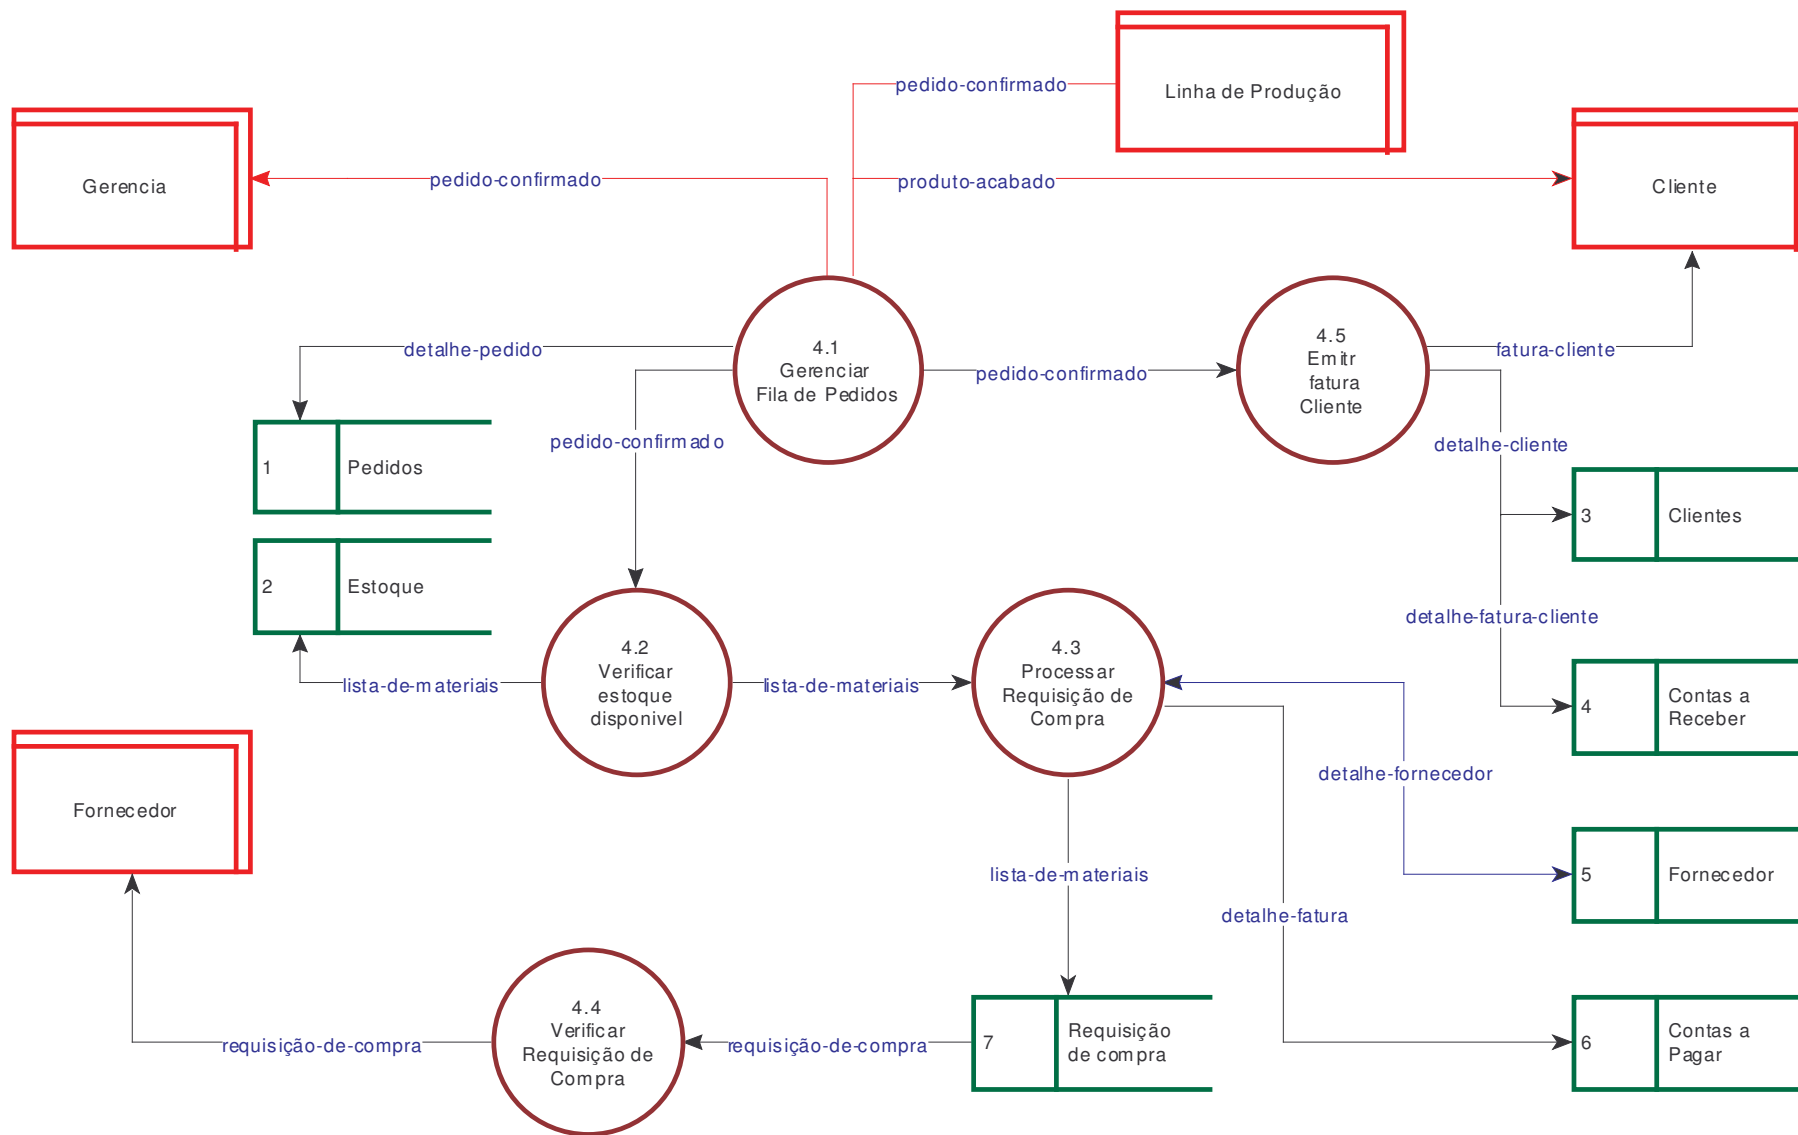 pedido-confirmado
Linha de Produção
Gerencia
pedido-confirmado
produto-acabado
Cliente
4.1
Gerenciar
Fila de Pedidos
4.5
Emitr
fatura
Cliente
detalhe-pedido
fatura-cliente
pedido-confirmado
pedido-confirmado
detalhe-cliente
1
Pedidos
3
Clientes
2
Estoque
detalhe-fatura-cliente
4.2
Verificar
estoque
disponivel
4.3
Processar
Requisição de
Compra
lista-de-materiais
lista-de-materiais
4
Contas a
Receber
detalhe-fornecedor
Fornecedor
lista-de-materiais
5
Fornecedor
detalhe-fatura
4.4
Verificar
Requisição de
Compra
requisição-de-compra
requisição-de-compra
7
Requisição
de compra
6
Contas a
Pagar